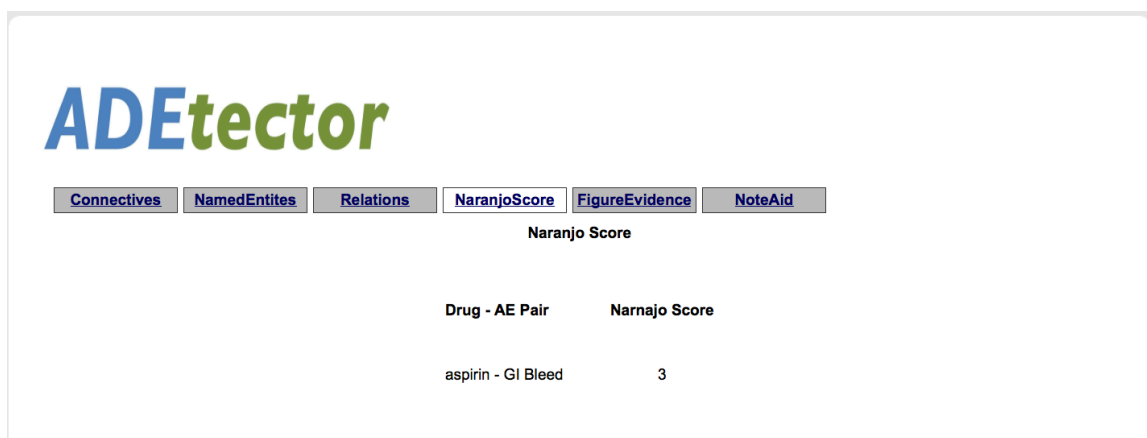 ADEtector
Connectives NamedEntites Relations NaranjoScore FigureEvidence NoteAid
Naranjo Score
Drug - AE Pair Narnajo Score
aspirin - GI Bleed 3